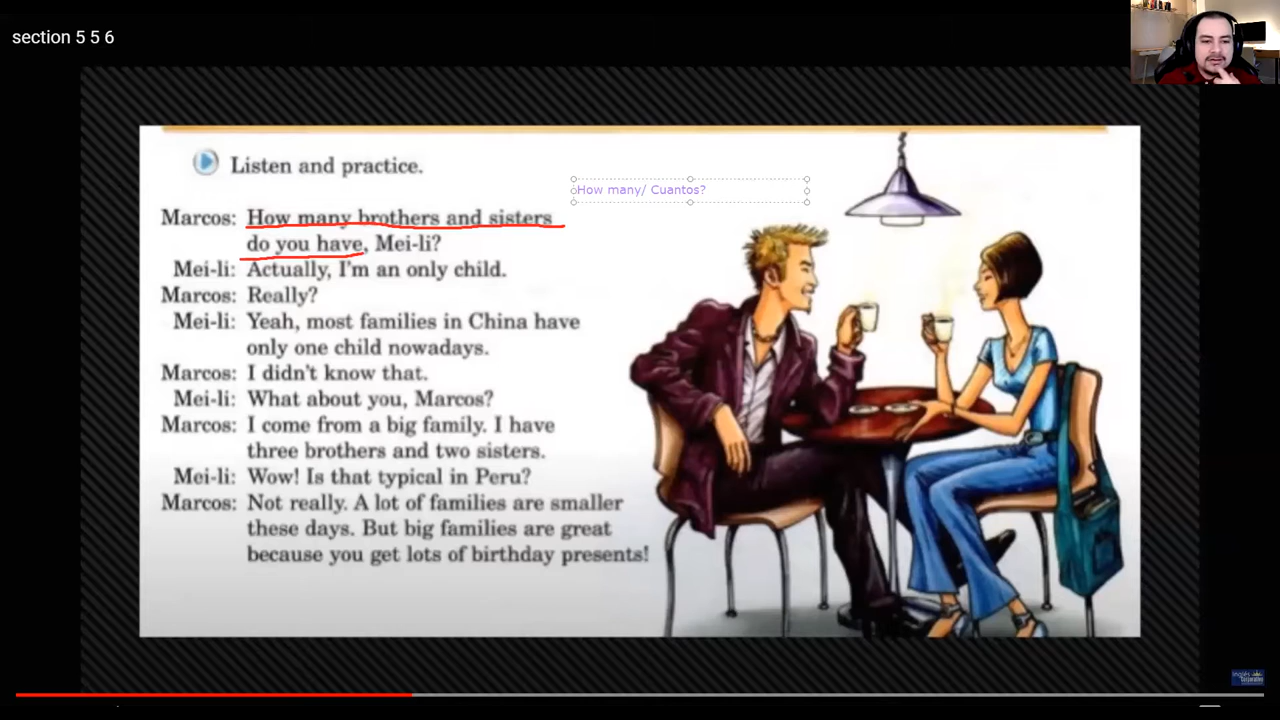 section 5 5 6
Listen and practice.
How many/ Cuantos?
Marcos: How many brothers and sisters
do you have, Mei-li?
Mei-li: Actually, I'm an only child.
Marcos: Really?
Mei-li: Yeah, most families in China have
only one child nowadays.
Marcos: I didn't know that.
Mei-li: What about you, Marcos?
Marcos: I come from a big family. I have
three brothers and two sisters.
Mei-li: Wow! Is that typical in Peru?
Marcos: Not really. A lot of families are smaller
these days. But big families are great
because you get lots of birthday presents!
Inglés
Corporativo